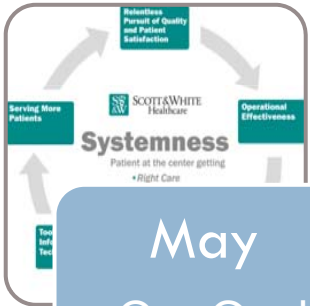 Relentless
Pursuit of Quality
and Patient
Satisfaction
Serving More
Patients
SCOTT & WHITE
Healthcare
Operational
Effectiveness
Systemness
Patient at the center getting
•Right Care
May